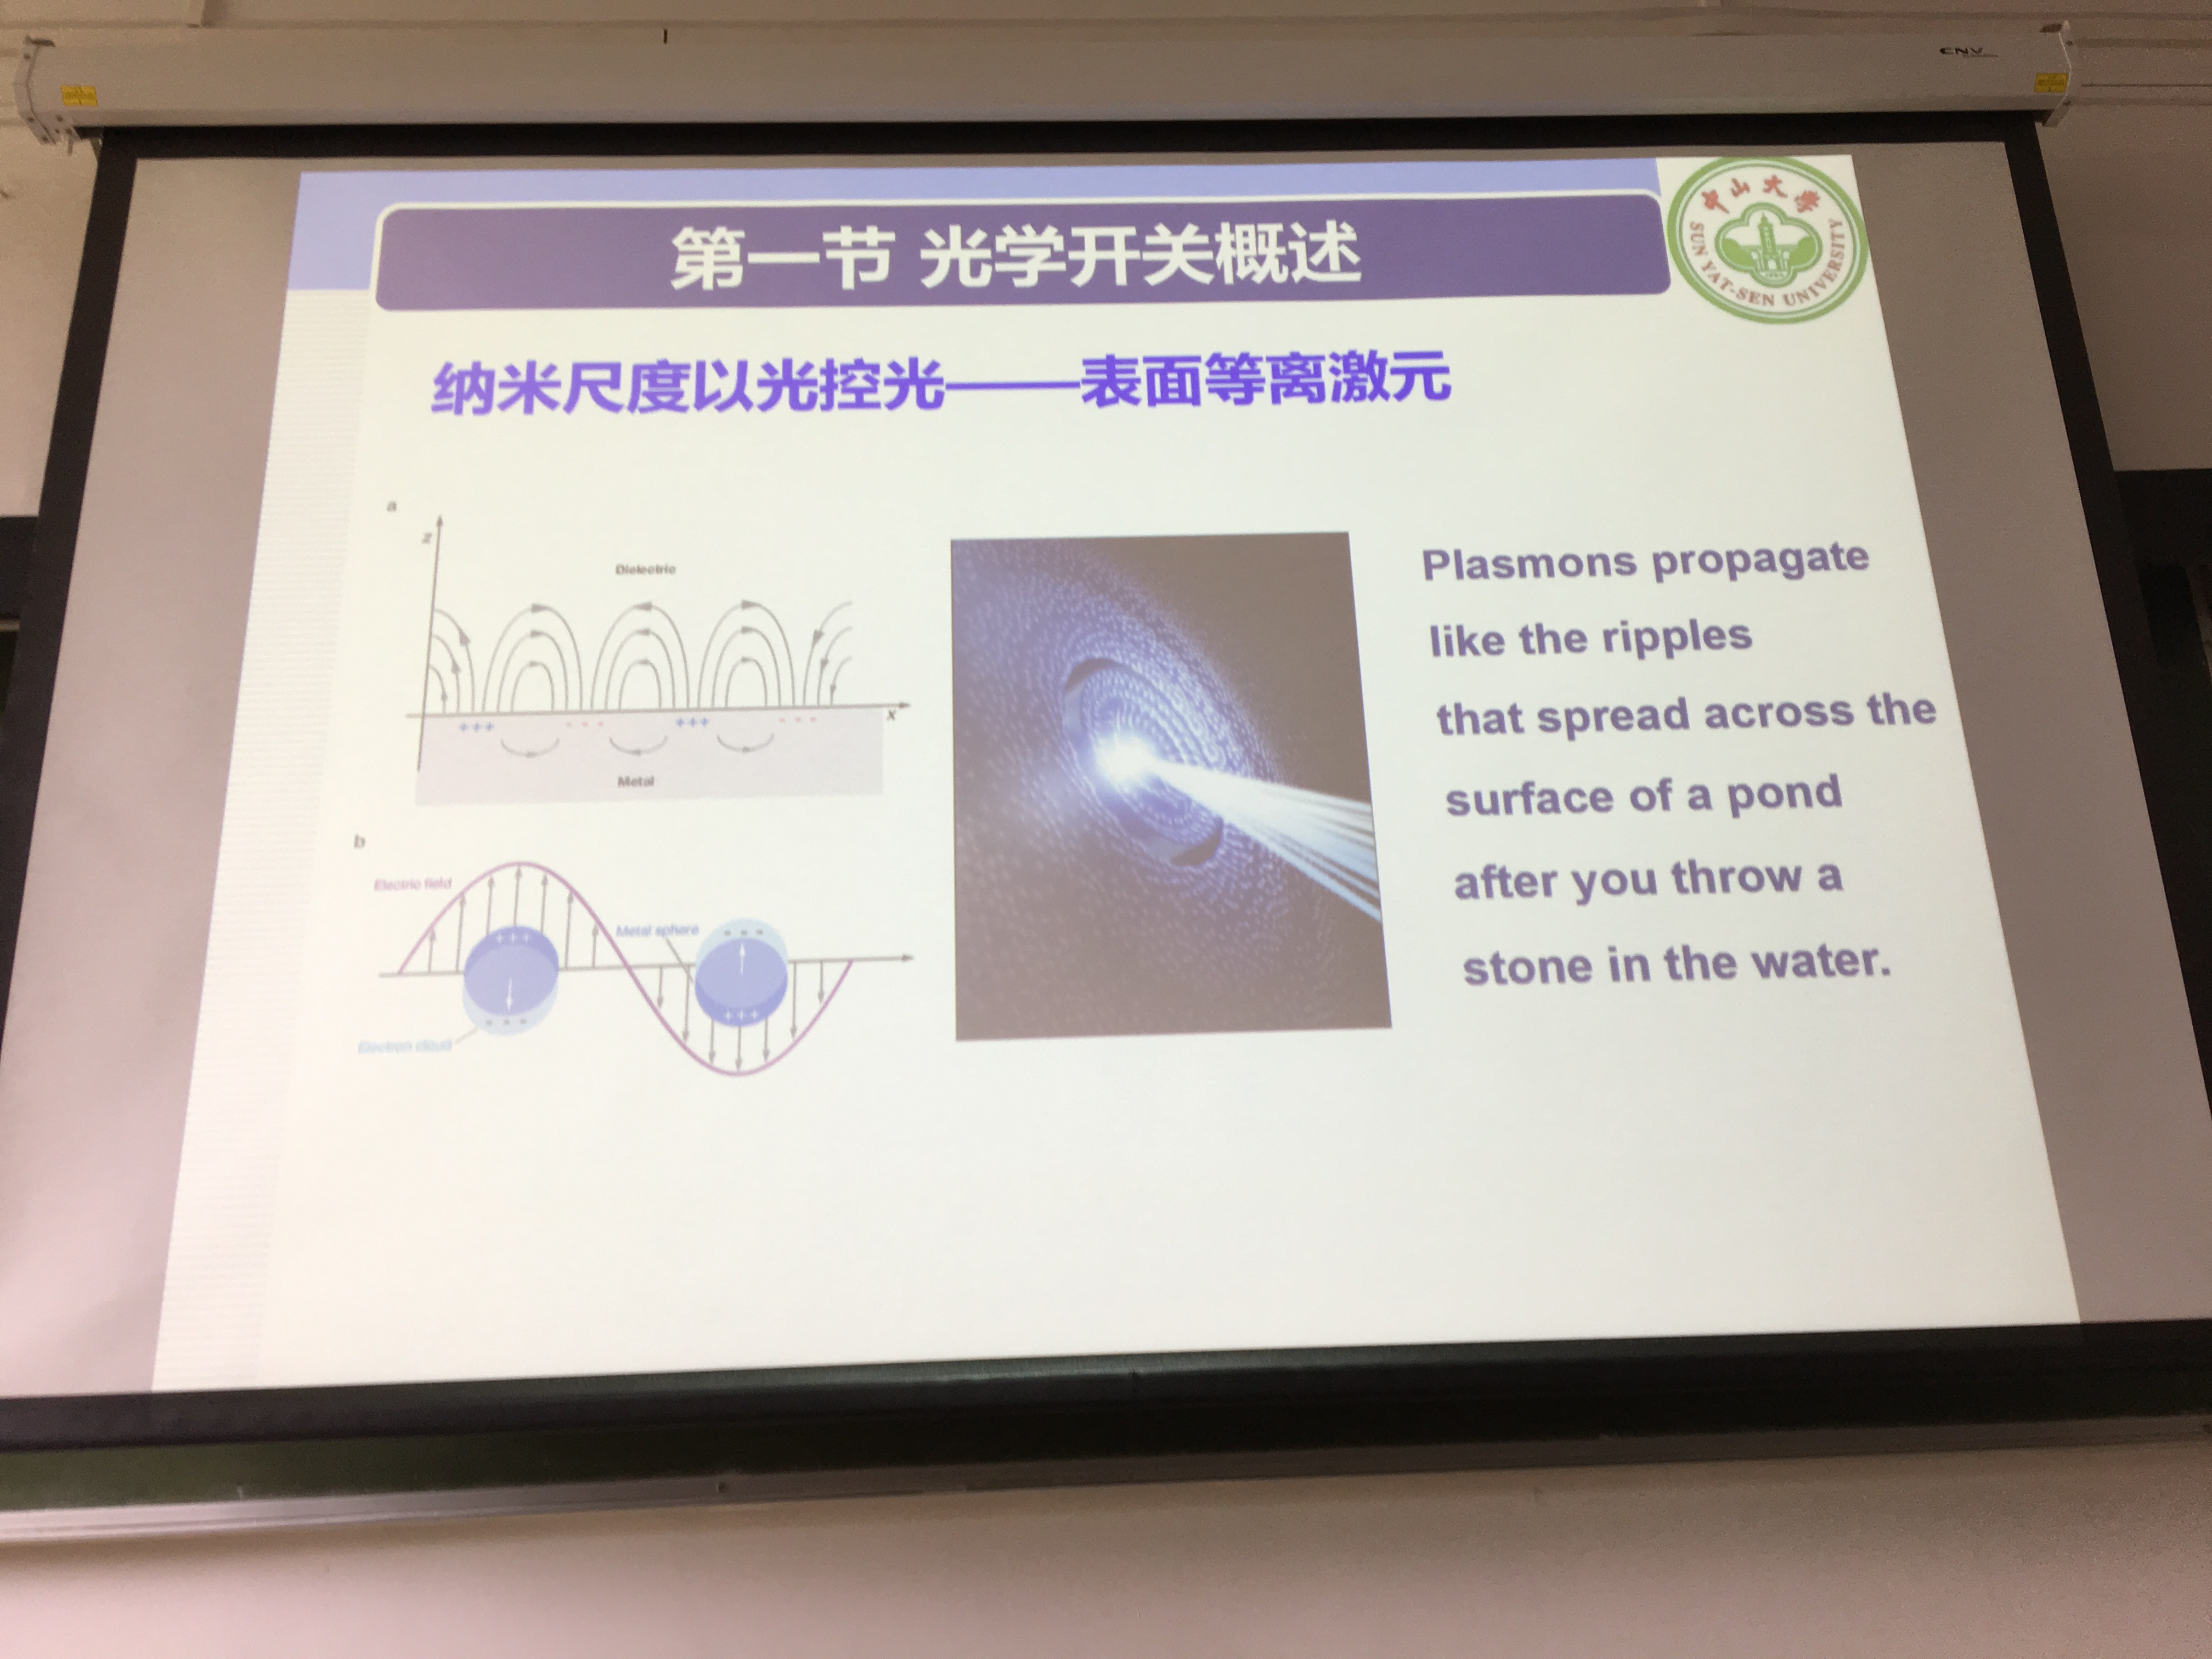 CNV
中山大学
SUN YAT-SEN UNIVERSITY
第一节 光学开关概述
纳米尺度以光控光——表面等离激元
a
z
Dielectric
+++ - - - +++ - - -
x
Metal
b
Electric field
Metal sphere
+++
- - -
- - -
+++
Electron cloud
Plasmons propagate
like the ripples
that spread across the
surface of a pond
after you throw a
stone in the water.